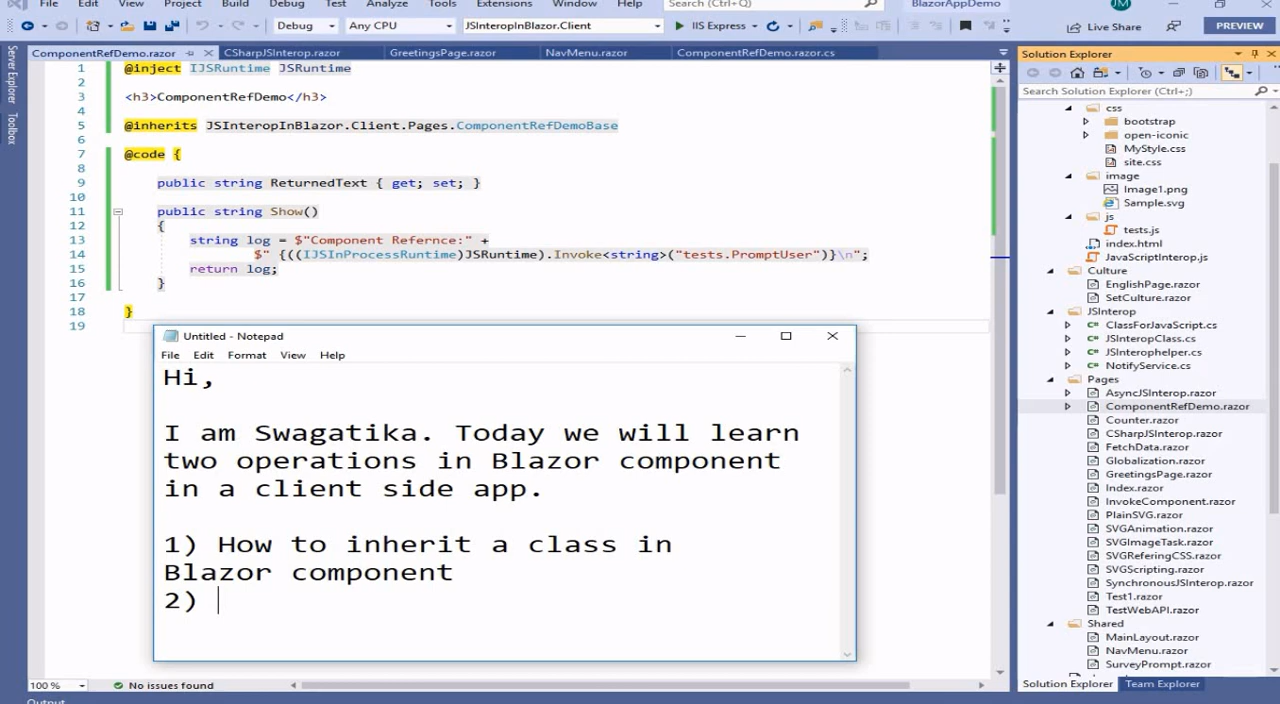 File Edit View Project Build Debug Test Analyze Tools Extensions Window Help Search (Ctrl+Q) BlazorAppDemo JM
Debug Any CPU JSInteropInBlazor.Client IIS Express Live Share PREVIEW
Server Explorer
Toolbox
ComponentRefDemo.razor CSharpJSInterop.razor GreetingsPage.razor NavMenu.razor ComponentRefDemo.razor.cs
1 @inject IJSRuntime JSRuntime
2
3 <h3>ComponentRefDemo</h3>
4
5 @inherits JSInteropInBlazor.Client.Pages.ComponentRefDemoBase
6
7 @code {
8
9 public string ReturnedText { get; set; }
10
11 public string Show()
12 {
13 string log = $"Component Refernce:" +
14 $" {((IJSInProcessRuntime)JSRuntime).Invoke<string>("tests.PromptUser")}\n";
15 return log;
16 }
17
18 }
19
Untitled - Notepad
File Edit Format View Help
Hi,
I am Swagatika. Today we will learn
two operations in Blazor component
in a client side app.
1) How to inherit a class in
Blazor component
2)
100 % No issues found
Output
Solution Explorer
Search Solution Explorer (Ctrl+;)
css
bootstrap
open-iconic
MyStyle.css
site.css
image
Image1.png
Sample.svg
js
tests.js
index.html
JavaScriptInterop.js
Culture
EnglishPage.razor
SetCulture.razor
JSInterop
ClassForJavaScript.cs
JSInteropClass.cs
JSInterophelper.cs
NotifyService.cs
Pages
AsyncJSInterop.razor
ComponentRefDemo.razor
Counter.razor
CSharpJSInterop.razor
FetchData.razor
Globalization.razor
GreetingsPage.razor
Index.razor
InvokeComponent.razor
PlainSVG.razor
SVGAnimation.razor
SVGImageTask.razor
SVGReferingCSS.razor
SVGScripting.razor
SynchronousJSInterop.razor
Test1.razor
TestWebAPI.razor
Shared
MainLayout.razor
NavMenu.razor
SurveyPrompt.razor
Solution Explorer Team Explorer